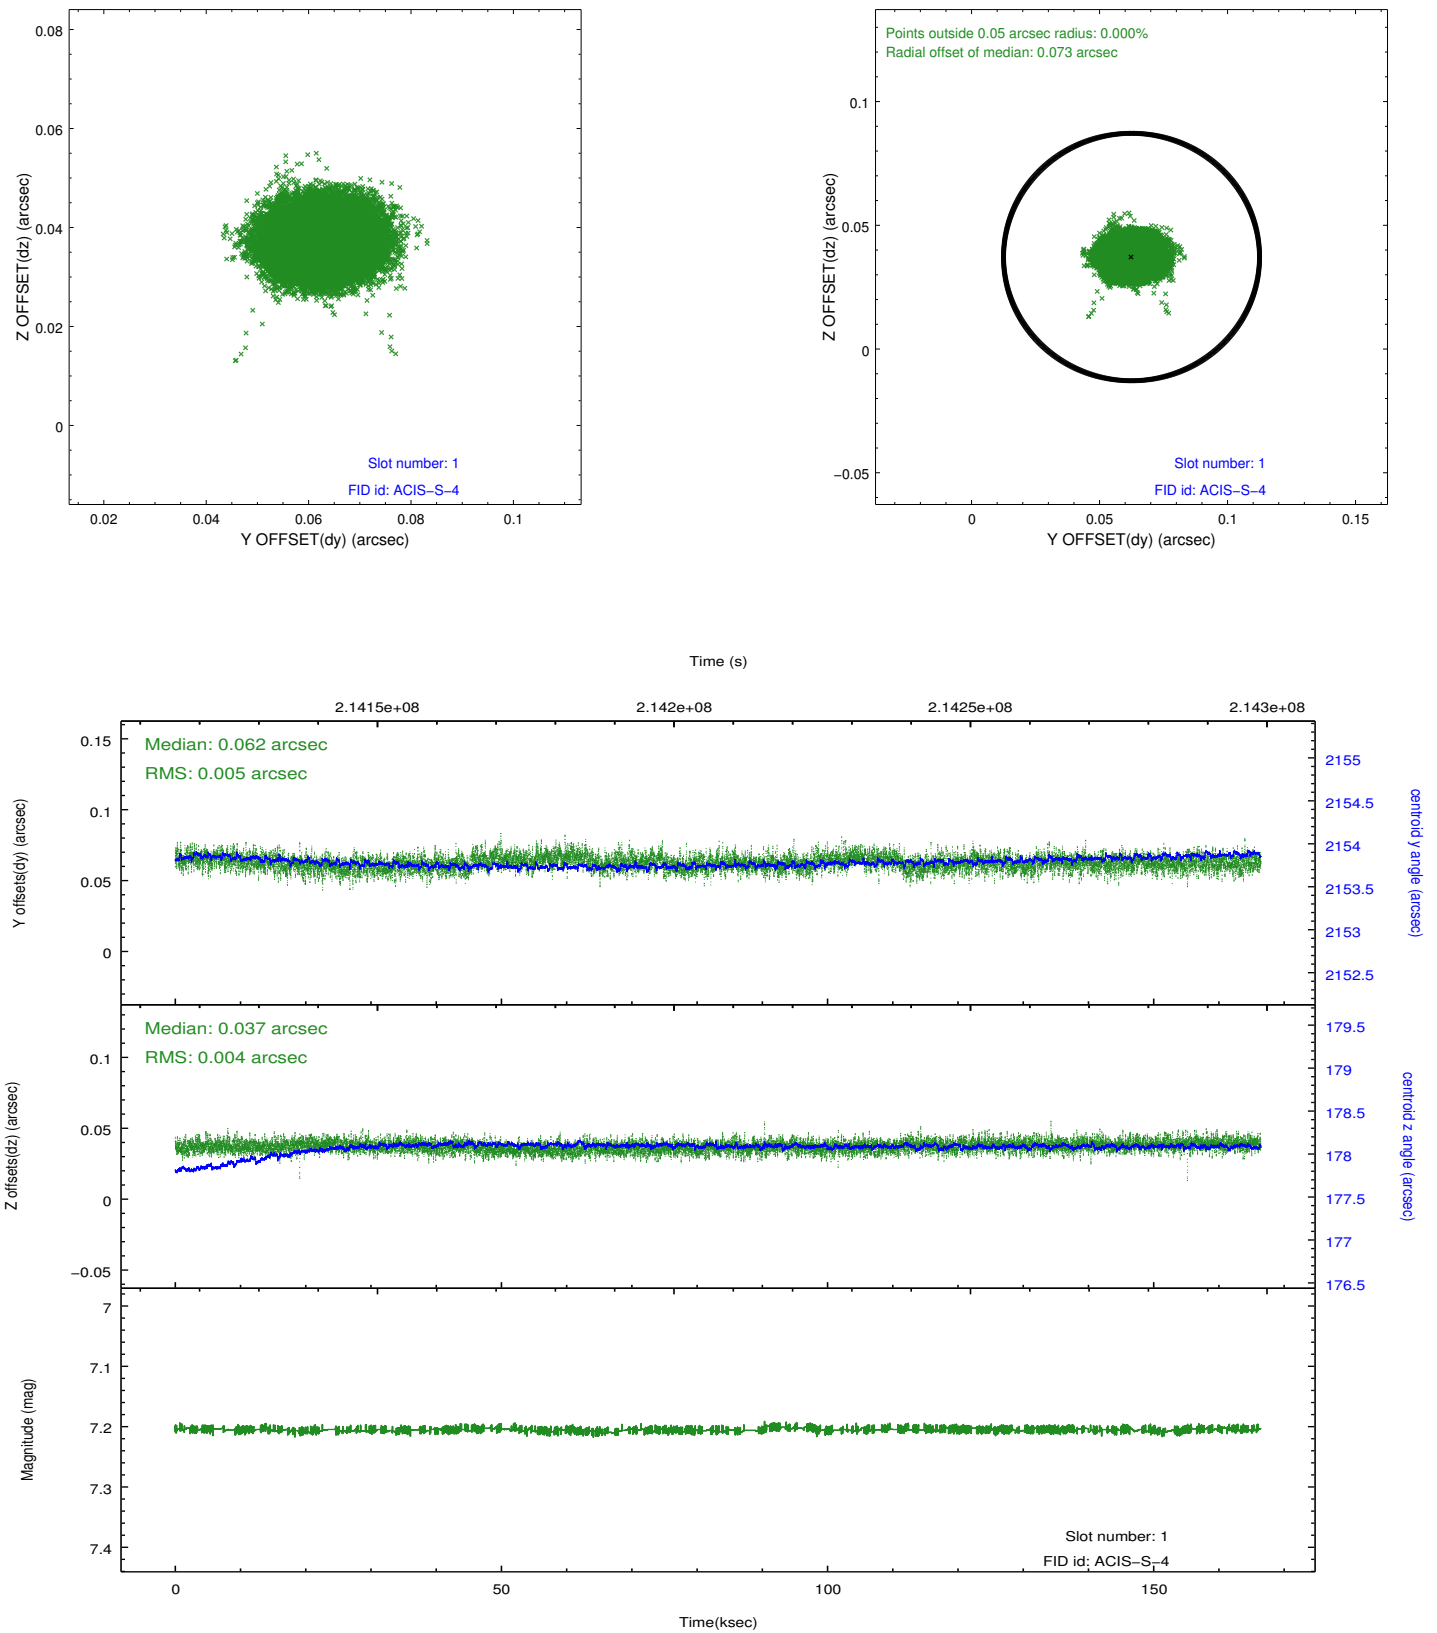 0.08
0.06
0.04
0.02
0
Z OFFSET(dz) (arcsec)
Slot number: 1
FID id: ACIS−S−4
0.02 0.04 0.06 0.08 0.1
Y OFFSET(dy) (arcsec)
Points outside 0.05 arcsec radius: 0.000%
Radial offset of median: 0.073 arcsec
0.1
0.05
0
−0.05
Z OFFSET(dz) (arcsec)
Slot number: 1
FID id: ACIS−S−4
0 0.05 0.1 0.15
Y OFFSET(dy) (arcsec)
Time (s)
2.1415e+08 2.142e+08 2.1425e+08 2.143e+08
Median: 0.062 arcsec
RMS: 0.005 arcsec
0.15
0.1
0.05
0
Y offsets(dy) (arcsec)
2155
2154.5
2154
2153.5
2153
2152.5
centroid y angle (arcsec)
Median: 0.037 arcsec
RMS: 0.004 arcsec
0.1
0.05
0
−0.05
Z offsets(dz) (arcsec)
179.5
179
178.5
178
177.5
177
176.5
centroid z angle (arcsec)
7
7.1
7.2
7.3
7.4
Magnitude (mag)
Slot number: 1
FID id: ACIS−S−4
0 50 100 150
Time(ksec)